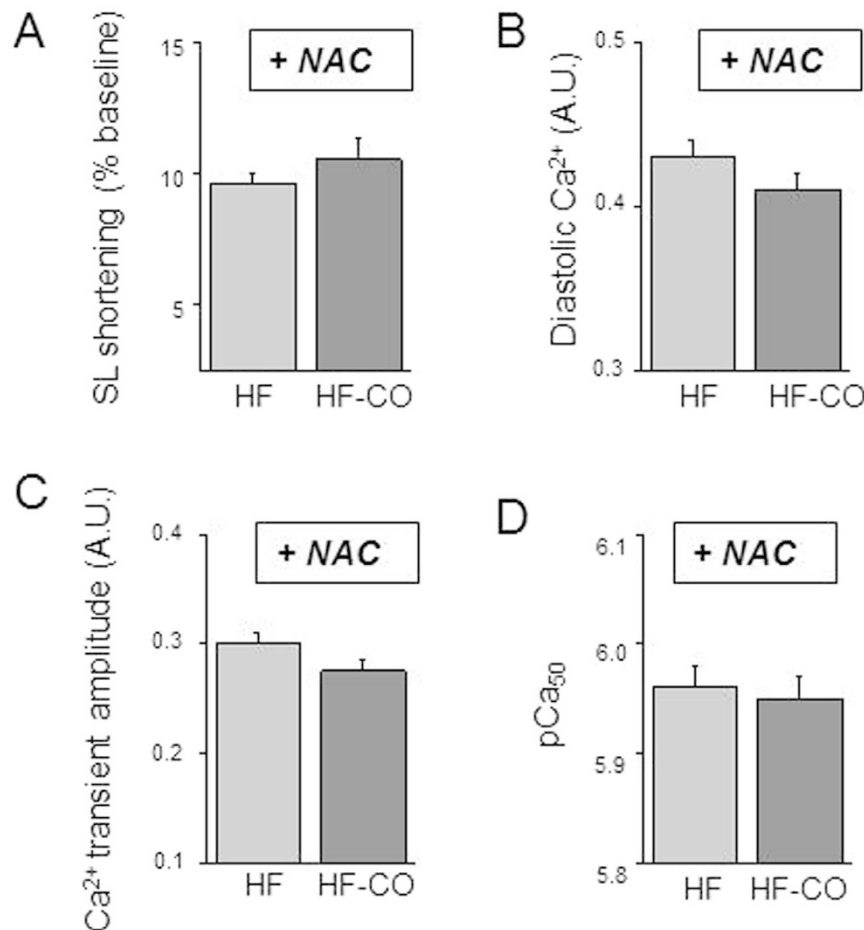 A
SL shortening (% baseline)
15
10
5
+ NAC
HF HF-CO
B
Diastolic Ca²⁺ (A.U.)
0.5
0.4
0.3
+ NAC
HF HF-CO
C
Ca²⁺ transient amplitude (A.U.)
0.4
0.3
0.2
0.1
+ NAC
HF HF-CO
D
pCa₅₀
6.1
6.0
5.9
5.8
+ NAC
HF HF-CO